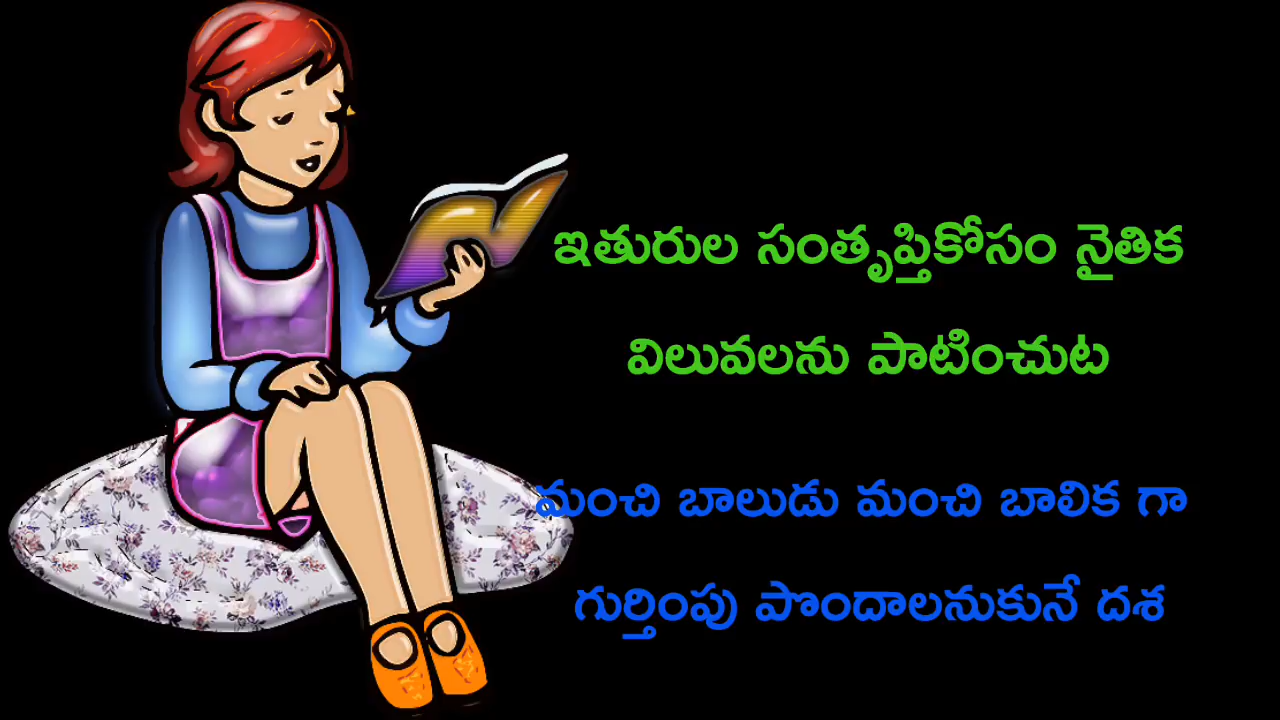 ఇతురుల సంతృప్తికోసం నైతిక
విలువలను పాటించుట
మంచి బాలుడు మంచి బాలిక గా
గుర్తింపు పొందాలనుకునే దశ